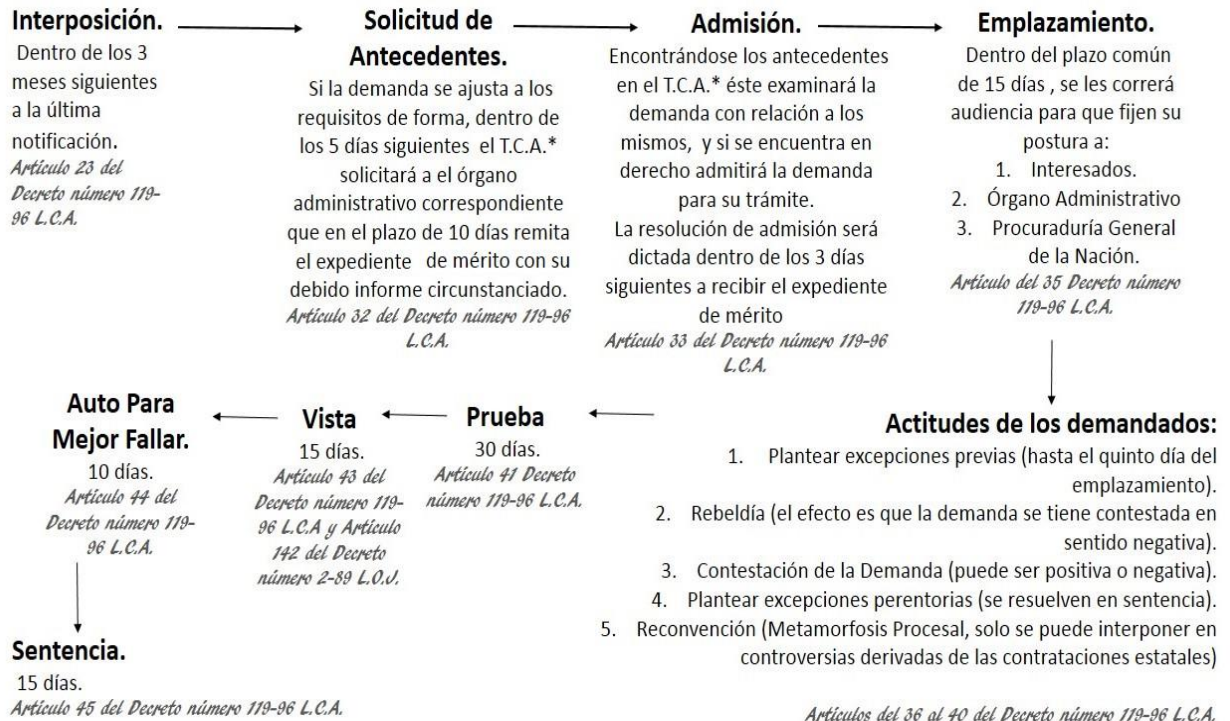 Interposición.
Dentro de los 3
meses siguientes
a la última
notificación.
Artículo 23 del
Decreto número 119-
96 L.C.A.
Solicitud de
Antecedentes.
Si la demanda se ajusta a los
requisitos de forma, dentro de
los 5 días siguientes el T.C.A.*
solicitará a el órgano
administrativo correspondiente
que en el plazo de 10 días remita
el expediente de mérito con su
debido informe circunstanciado.
Artículo 32 del Decreto número 119-96
L.C.A.
Admisión.
Encontrándose los antecedentes
en el T.C.A.* éste examinará la
demanda con relación a los
mismos, y si se encuentra en
derecho admitirá la demanda
para su trámite.
La resolución de admisión será
dictada dentro de los 3 días
siguientes a recibir el expediente
de mérito
Artículo 33 del Decreto número 119-96
L.C.A.
Emplazamiento.
Dentro del plazo común
de 15 días , se les correrá
audiencia para que fijen su
postura a:
1. Interesados.
2. Órgano Administrativo
3. Procuraduría General
de la Nación.
Artículo del 35 Decreto número
119-96 L.C.A.
Actitudes de los demandados:
1. Plantear excepciones previas (hasta el quinto día del
emplazamiento).
2. Rebeldía (el efecto es que la demanda se tiene contestada en
sentido negativa).
3. Contestación de la Demanda (puede ser positiva o negativa).
4. Plantear excepciones perentorias (se resuelven en sentencia).
5. Reconvención (Metamorfosis Procesal, solo se puede interponer en
controversias derivadas de las contrataciones estatales)
Artículos del 36 al 40 del Decreto número 119-96 L.C.A.
Prueba
30 días.
Artículo 41 Decreto
número 119-96 L.C.A.
Vista
15 días.
Artículo 43 del
Decreto número 119-
96 L.C.A y Artículo
142 del Decreto
número 2-89 L.O.J.
Auto Para
Mejor Fallar.
10 días.
Artículo 44 del
Decreto número 119-
96 L.C.A.
Sentencia.
15 días.
Artículo 45 del Decreto número 119-96 L.C.A.